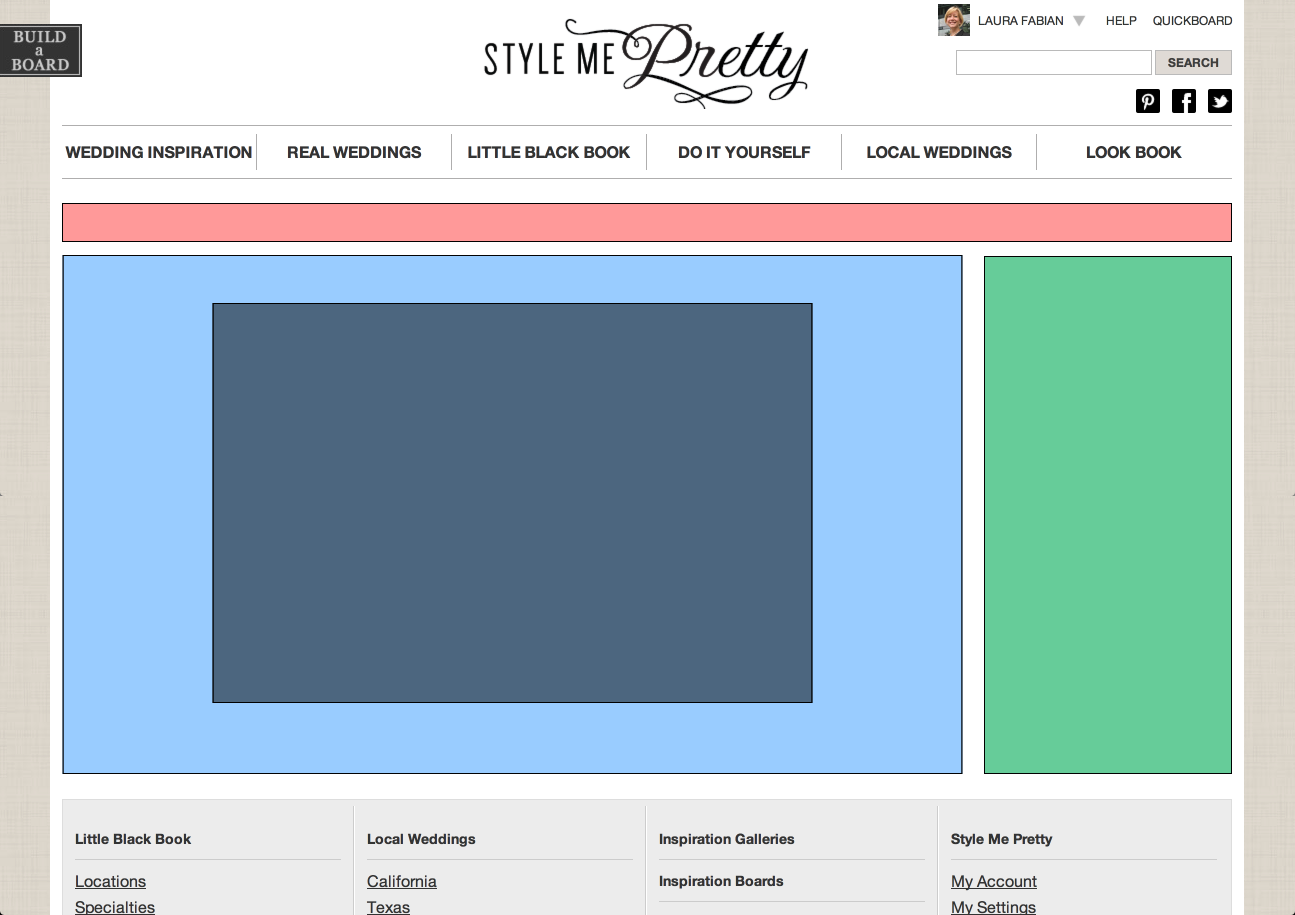 BUILD
a
BOARD
STYLE ME Pretty
LAURA FABIAN HELP QUICKBOARD
SEARCH
WEDDING INSPIRATION REAL WEDDINGS LITTLE BLACK BOOK DO IT YOURSELF LOCAL WEDDINGS LOOK BOOK
Little Black Book Local Weddings Inspiration Galleries Style Me Pretty
Locations California Inspiration Boards My Account
Specialties Texas My Settings